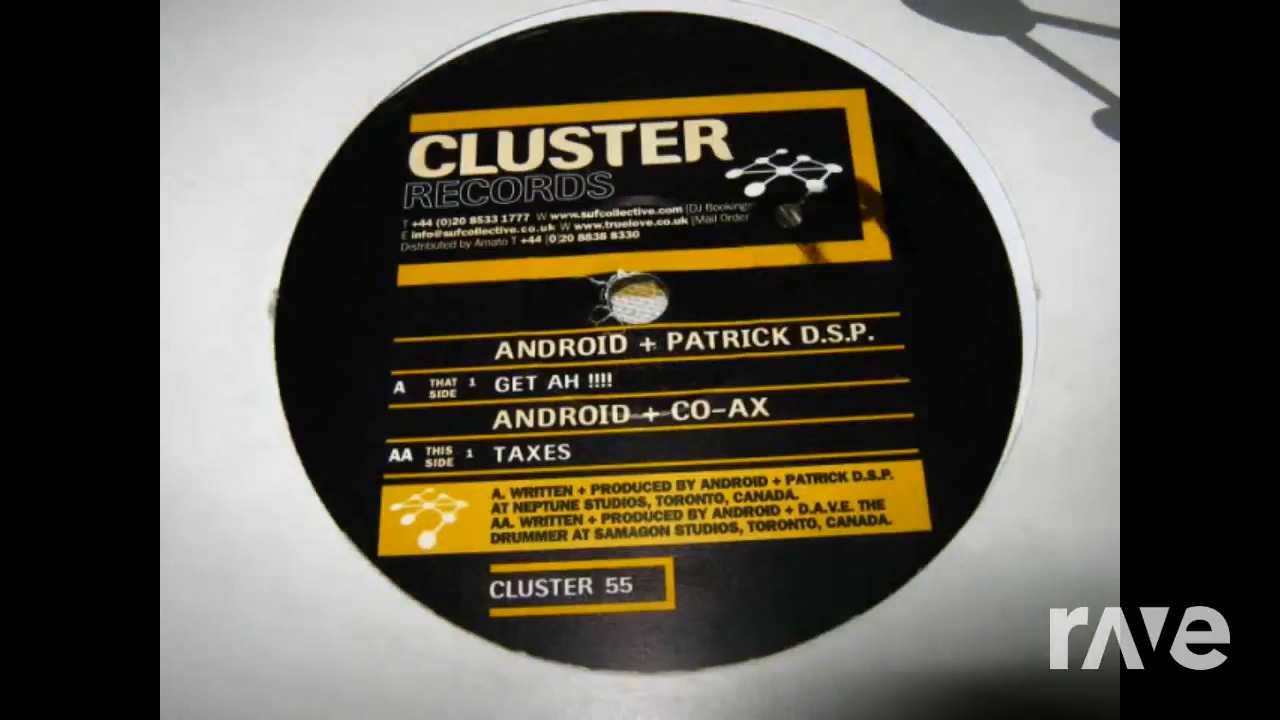 CLUSTER
RECORDS
T +44 (0)20 8533 1777 W www.sufcollective.com [DJ Bookings
E info@sufcollective.co.uk W www.truelove.co.uk [Mail Order
Distributed by Amato T +44 (0)20 8838 8330
ANDROID + PATRICK D.S.P.
A THAT SIDE 1 GET AH !!!!
ANDROID + CO-AX
AA THIS SIDE 1 TAXES
A. WRITTEN + PRODUCED BY ANDROID + PATRICK D.S.P.
AT NEPTUNE STUDIOS, TORONTO, CANADA.
AA. WRITTEN + PRODUCED BY ANDROID + D.A.V.E. THE
DRUMMER AT SAMAGON STUDIOS, TORONTO, CANADA.
CLUSTER 55
rave